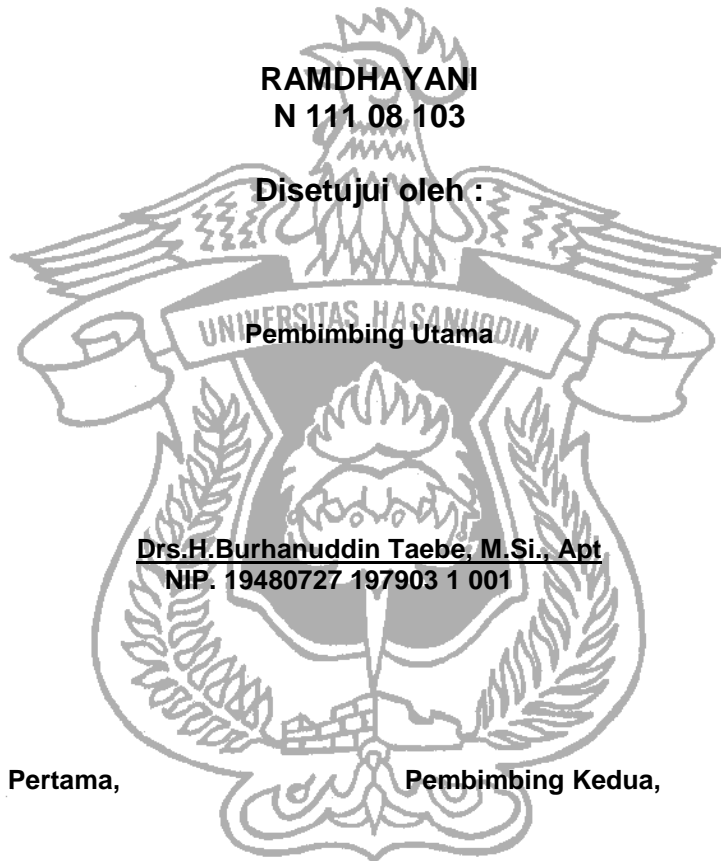 RAMDHAYANI
N 111 08 103
Disetujui oleh :
UNIVERSITAS HASANUDDIN
Pembimbing Utama
Drs.H.Burhanuddin Taebe, M.Si., Apt
NIP. 19480727 197903 1 001
Pertama, Pembimbing Kedua,